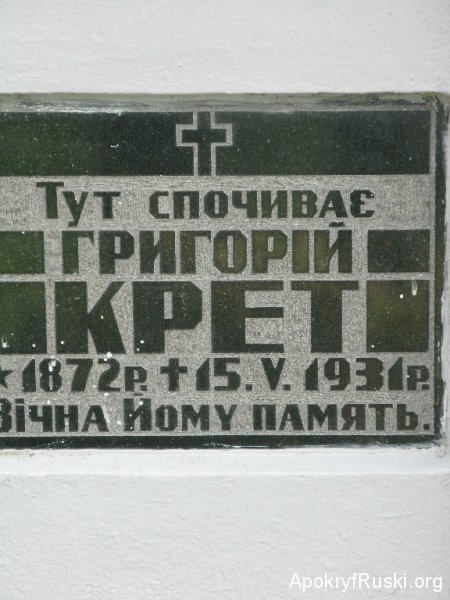 Тут спочиває
ГРИГОРІЙ
КРЕТ
* 1872р. ✝ 15. V. 1931р.
Вічна йому память.
ApokryfRuski.org